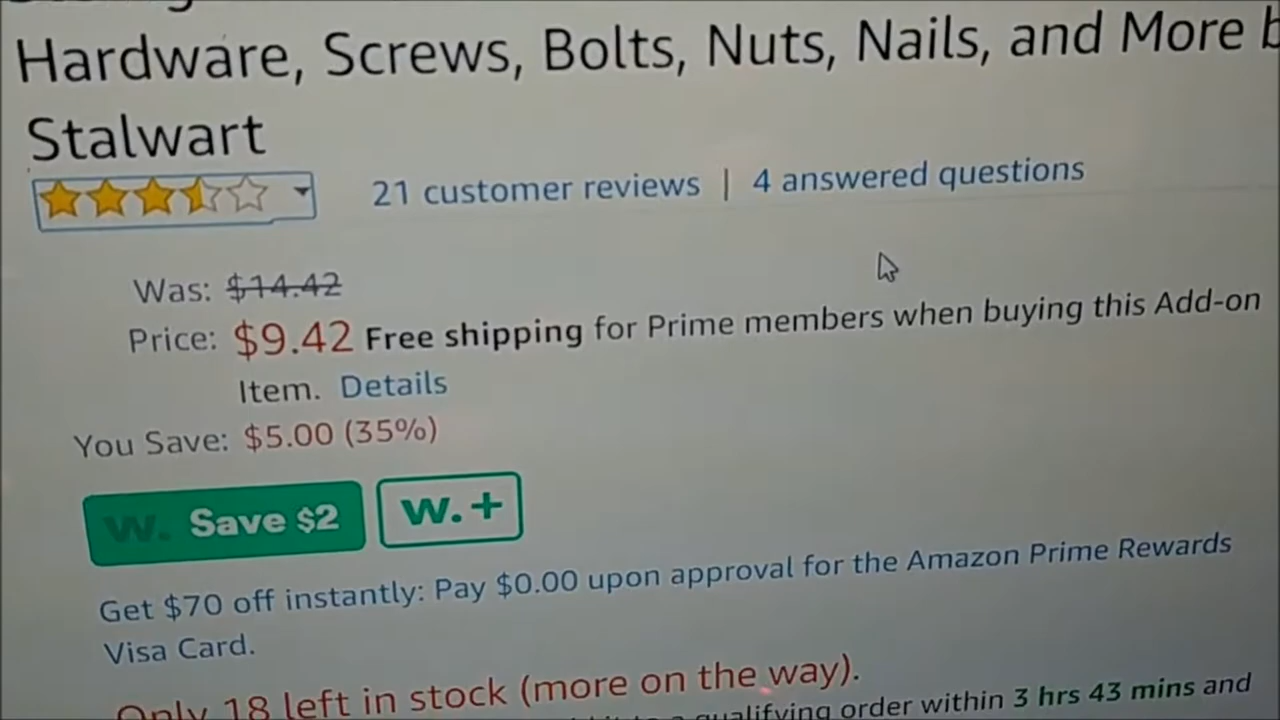 Hardware, Screws, Bolts, Nuts, Nails, and More
Stalwart
21 customer reviews | 4 answered questions
Was: $14.42
Price: $9.42 Free shipping for Prime members when buying this Add-on
Item. Details
You Save: $5.00 (35%)
w. Save $2 w.+
Get $70 off instantly: Pay $0.00 upon approval for the Amazon Prime Rewards
Visa Card.
Only 18 left in stock (more on the way).
qualifying order within 3 hrs 43 mins and